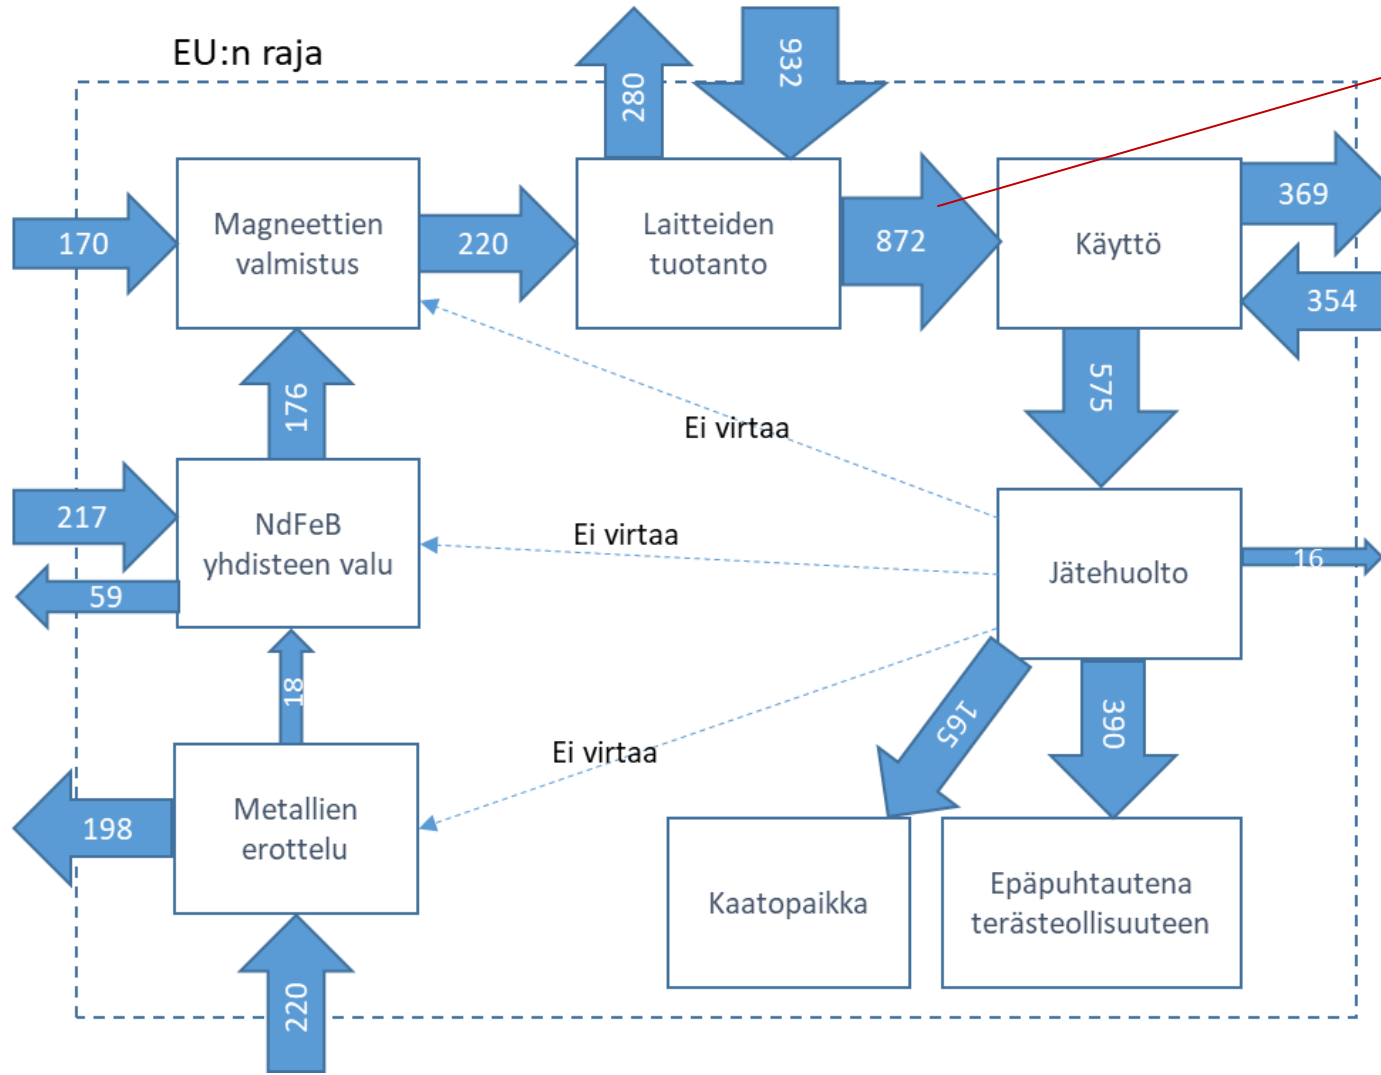 EU:n raja
280
932
170
Magneettien
valmistus
220
Laitteiden
tuotanto
872
Käyttö
369
354
176
Ei virtaa
575
217
NdFeB
yhdisteen valu
59
Ei virtaa
Jätehuolto
16
18
Ei virtaa
165
390
198
Metallien
erottelu
Kaatopaikka
Epäpuhtautena
terästeollisuuteen
220